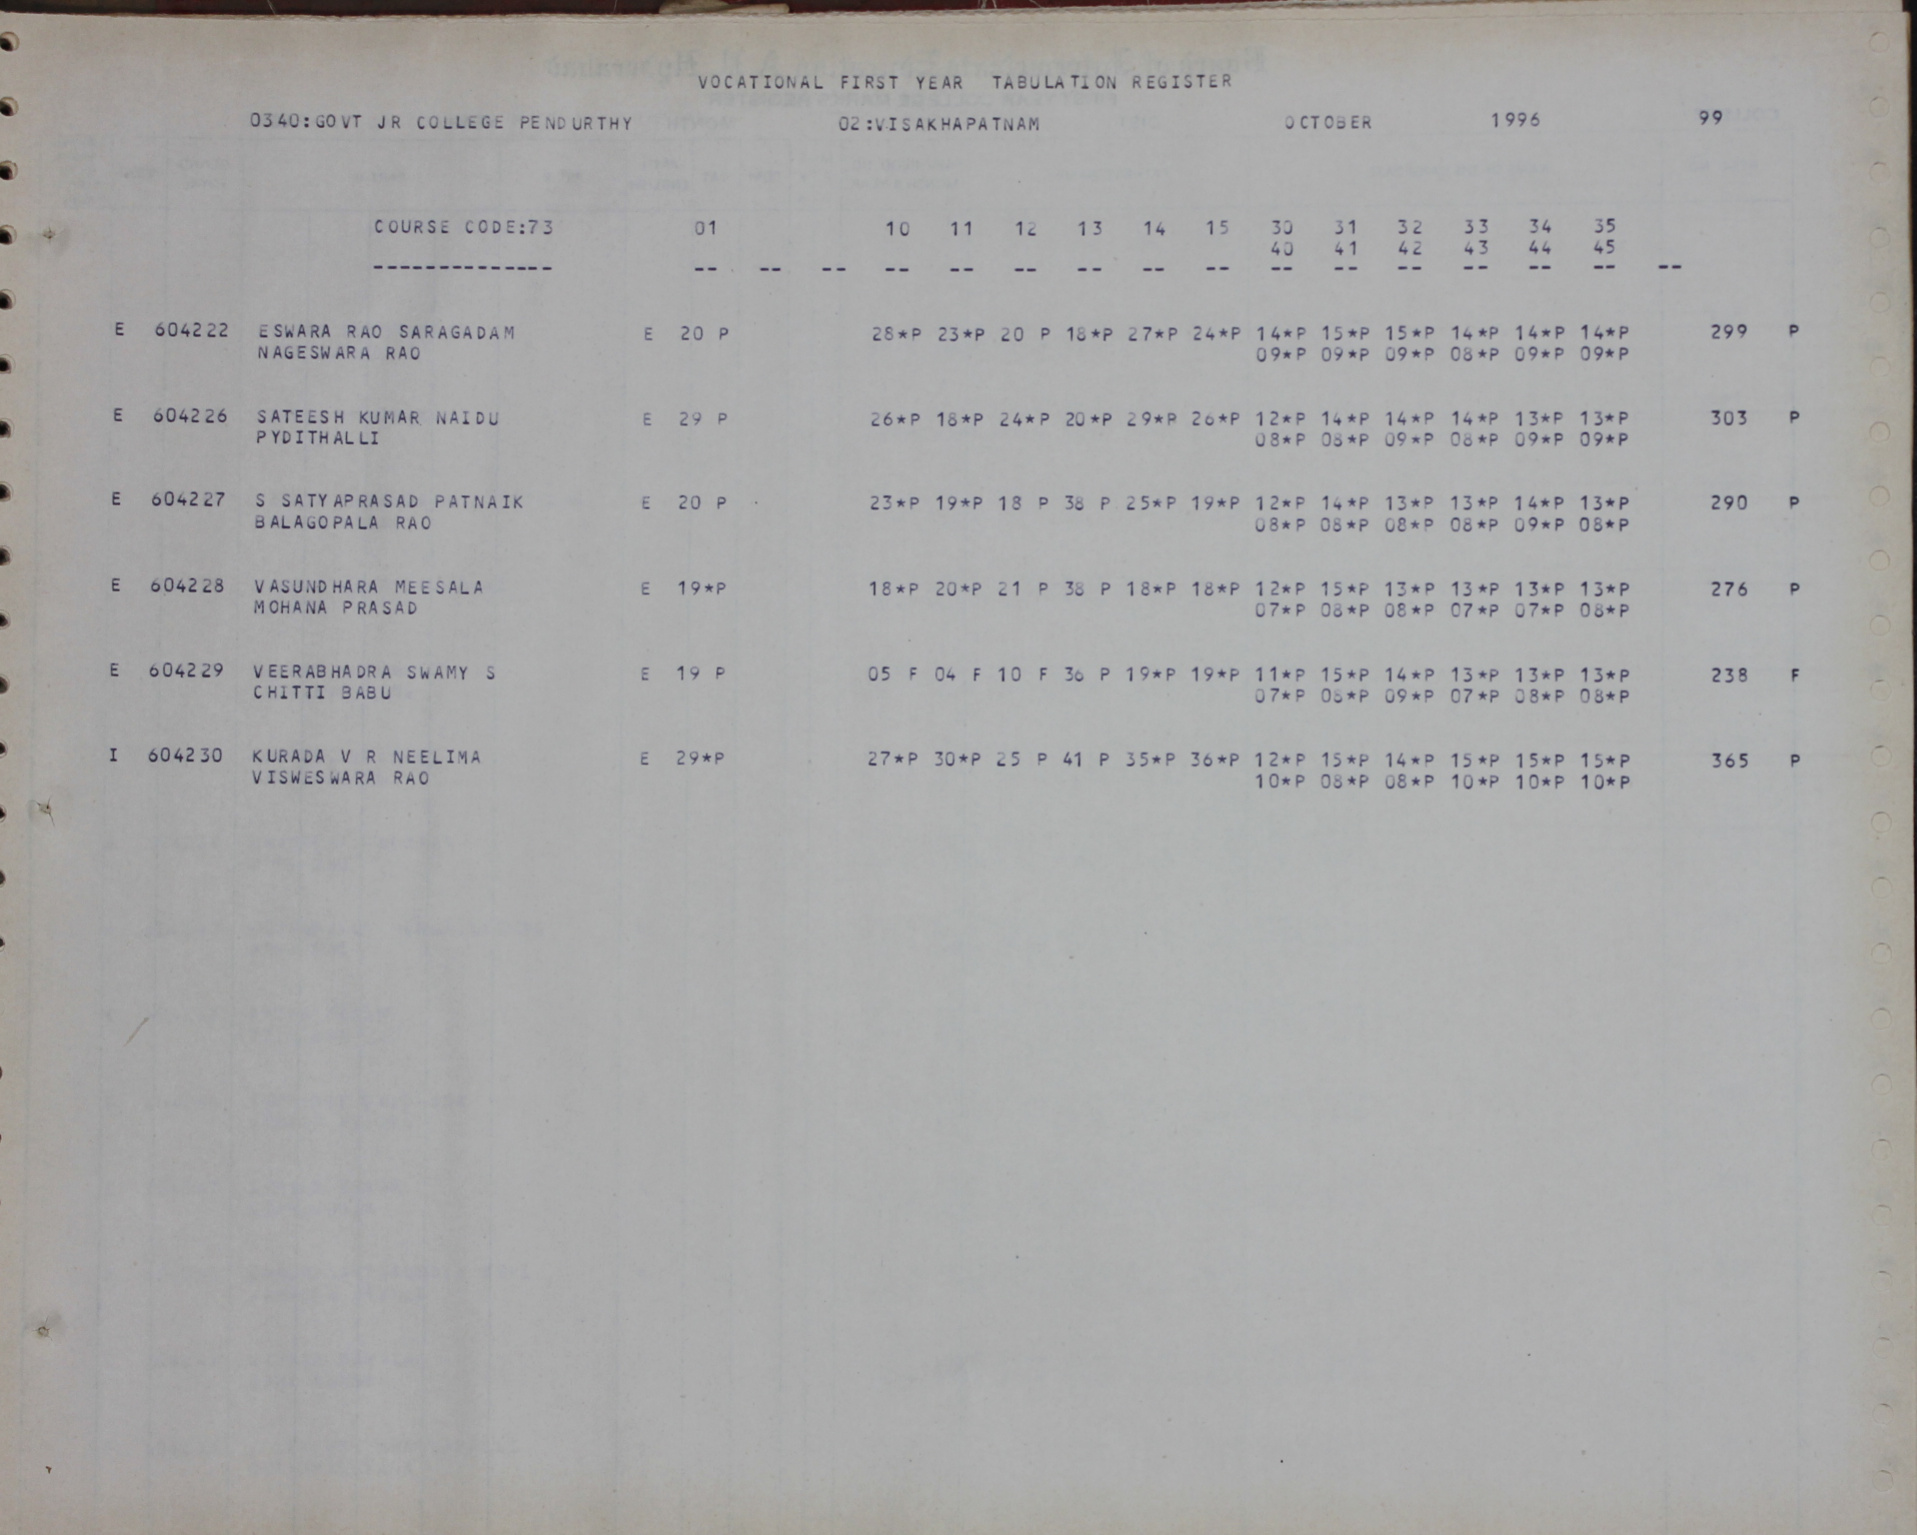 VOCATIONAL FIRST YEAR TABULATION REGISTER
0340:GOVT JR COLLEGE PENDURTHY 02:VISAKHAPATNAM OCTOBER 1996 99
COURSE CODE:73 01 10 11 12 13 14 15 30 31 32 33 34 35
40 41 42 43 44 45
-------------- -- -- -- -- -- -- -- -- -- -- -- -- -- -- -- --
E 604222 ESWARA RAO SARAGADAM E 20 P 28*P 23*P 20 P 18*P 27*P 24*P 14*P 15*P 15*P 14*P 14*P 14*P 299 P
NAGESWARA RAO 09*P 09*P 09*P 08*P 09*P 09*P
E 604226 SATEESH KUMAR NAIDU E 29 P 26*P 18*P 24*P 20*P 29*P 26*P 12*P 14*P 14*P 14*P 13*P 13*P 303 P
PYDITHALLI 08*P 08*P 09*P 08*P 09*P 09*P
E 604227 S SATYAPRASAD PATNAIK E 20 P 23*P 19*P 18 P 38 P 25*P 19*P 12*P 14*P 13*P 13*P 14*P 13*P 290 P
BALAGOPALA RAO 08*P 08*P 08*P 08*P 09*P 08*P
E 604228 VASUNDHARA MEESALA E 19*P 18*P 20*P 21 P 38 P 18*P 18*P 12*P 15*P 13*P 13*P 13*P 13*P 276 P
MOHANA PRASAD 07*P 08*P 08*P 07*P 07*P 08*P
E 604229 VEERABHADRA SWAMY S E 19 P 05 F 04 F 10 F 36 P 19*P 19*P 11*P 15*P 14*P 13*P 13*P 13*P 238 F
CHITTI BABU 07*P 08*P 09*P 07*P 08*P 08*P
I 604230 KURADA V R NEELIMA E 29*P 27*P 30*P 25 P 41 P 35*P 36*P 12*P 15*P 14*P 15*P 15*P 15*P 365 P
VISWESWARA RAO 10*P 08*P 08*P 10*P 10*P 10*P